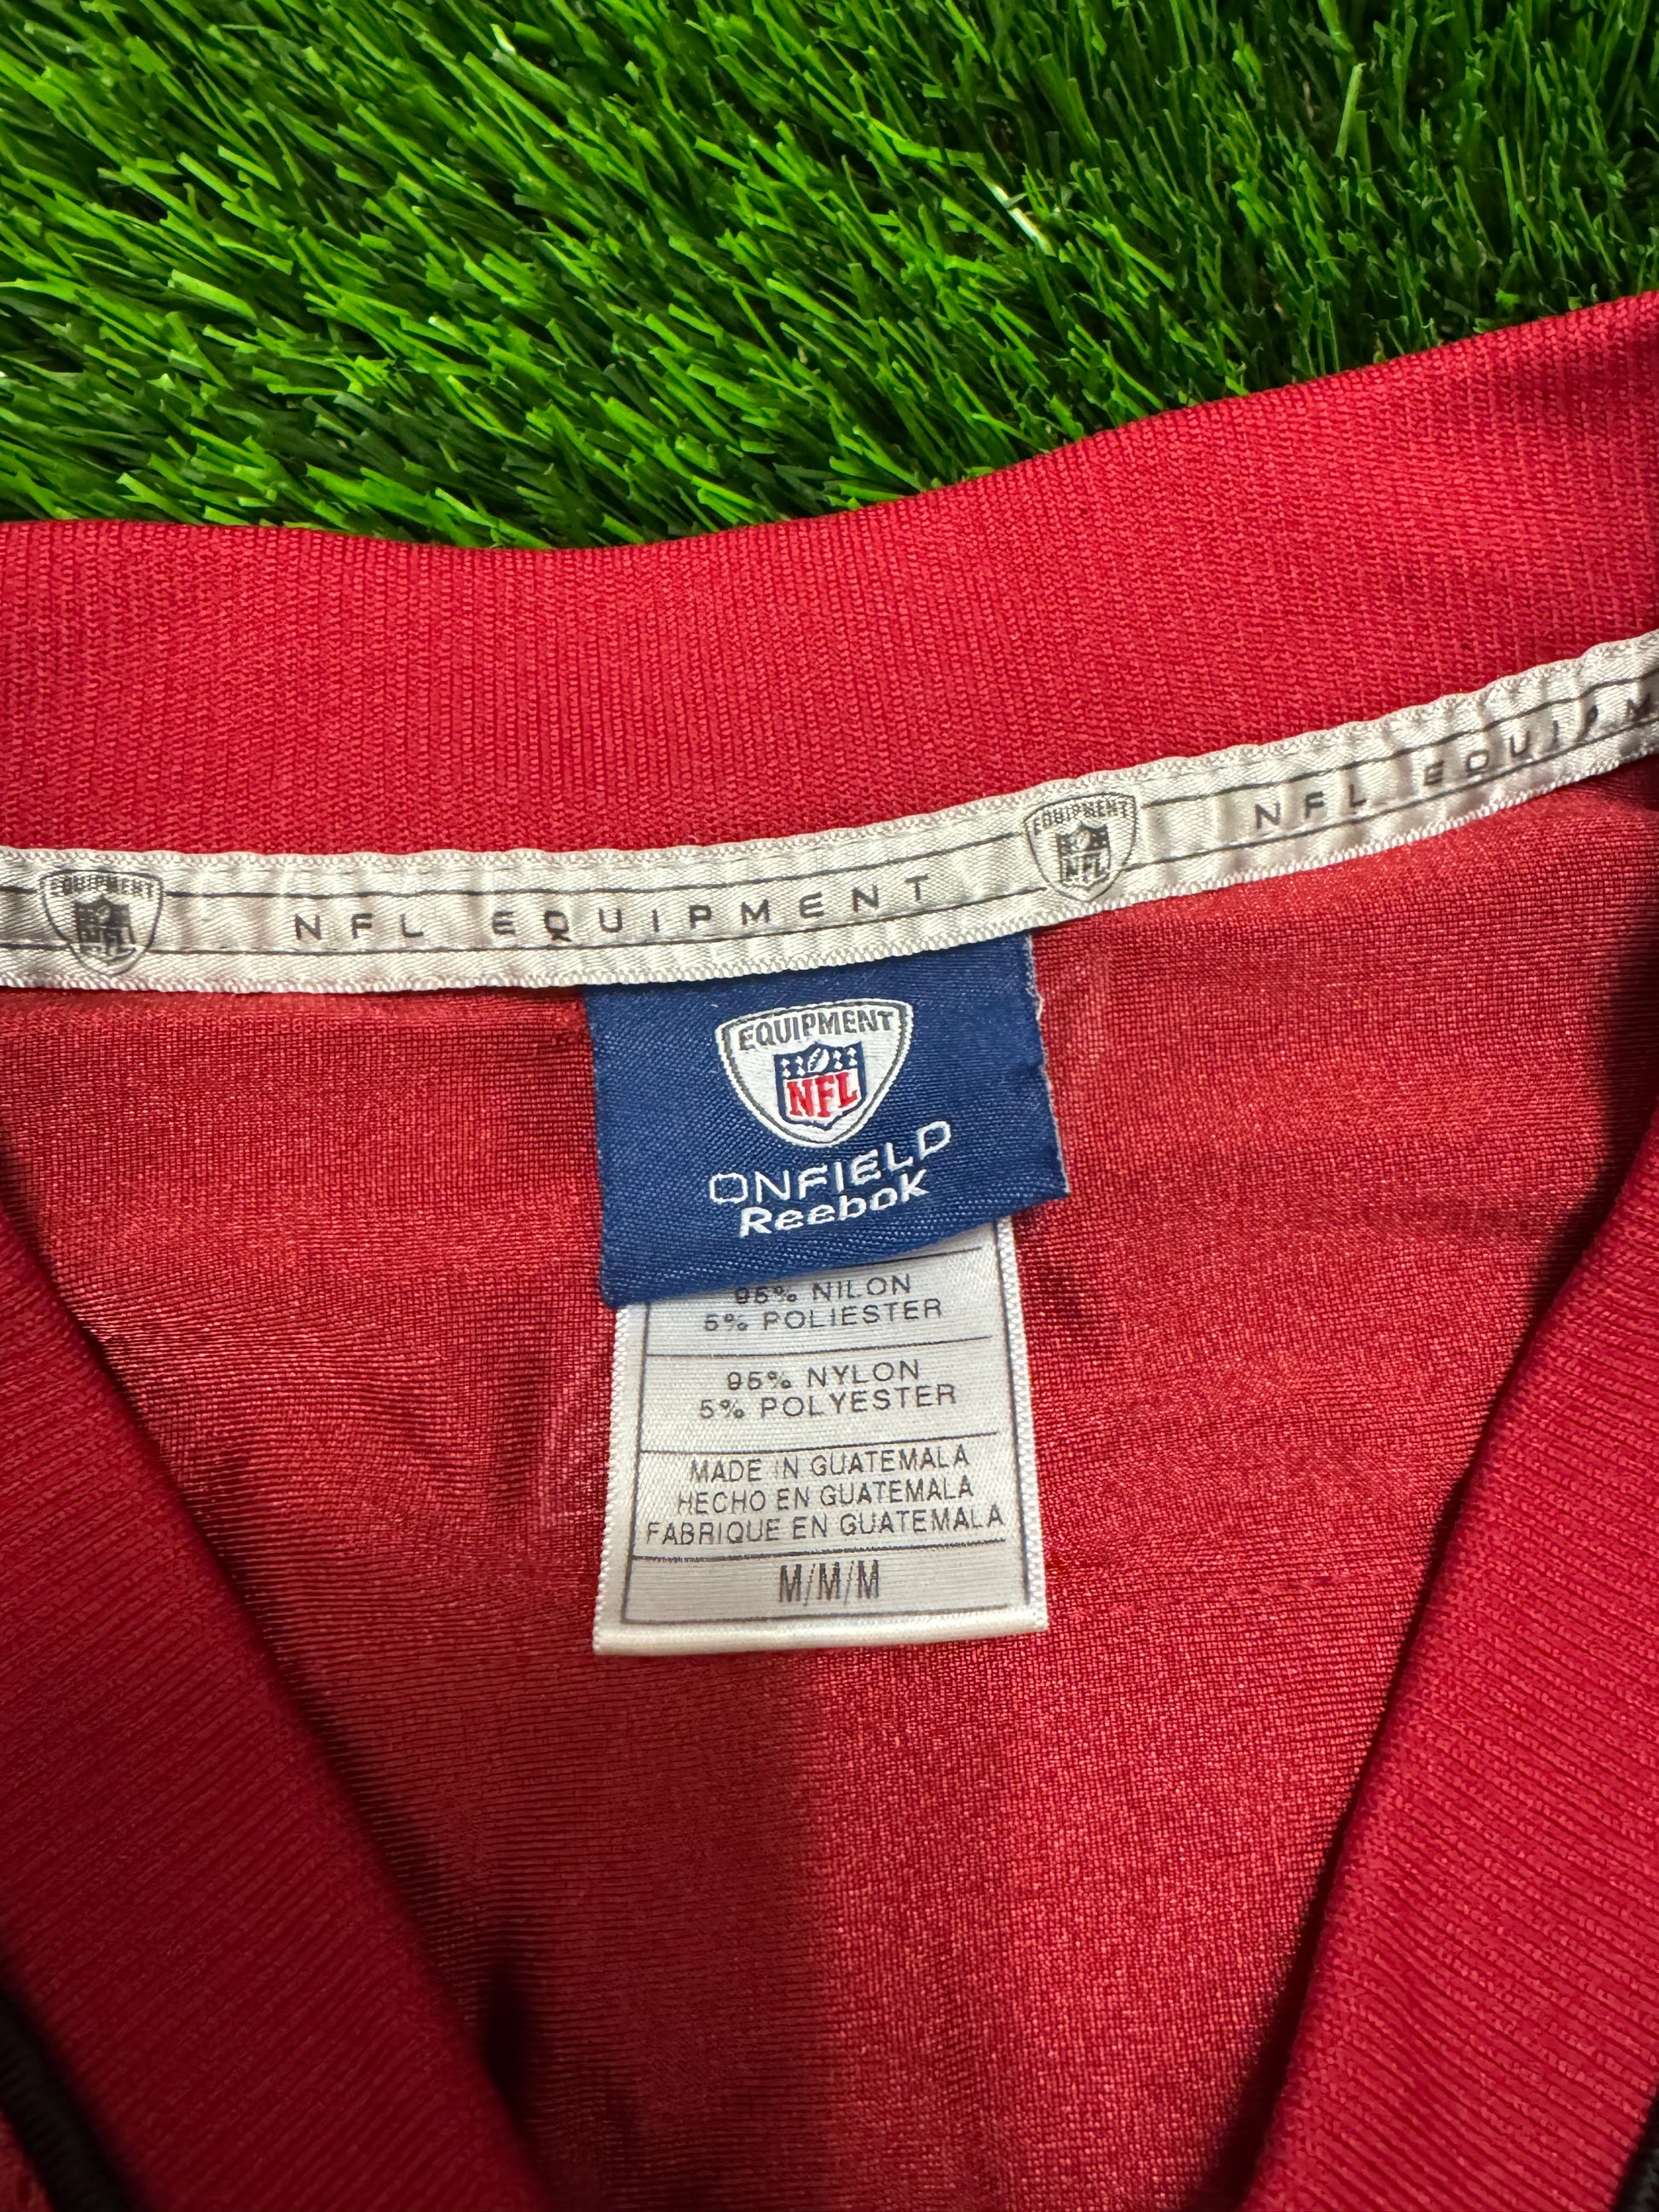 EQUIPMENT
NFL
NFL EQUIPMENT
EQUIPMENT
NFL
NFL EQUIPM
EQUIPMENT
NFL
ONFIELD
Reebok
95% NILON
5% POLIESTER
95% NYLON
5% POLYESTER
MADE IN GUATEMALA
HECHO EN GUATEMALA
FABRIQUE EN GUATEMALA
M/M/M